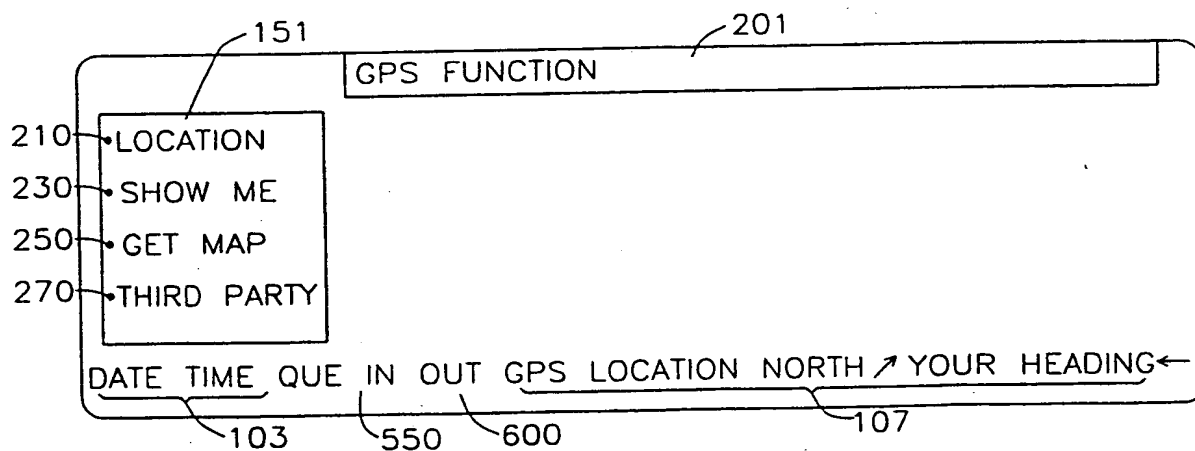 151
201
GPS FUNCTION
210 LOCATION
230 SHOW ME
250 GET MAP
270 THIRD PARTY
DATE TIME QUE IN OUT GPS LOCATION NORTH ↗ YOUR HEADING ←
103 550 600 107